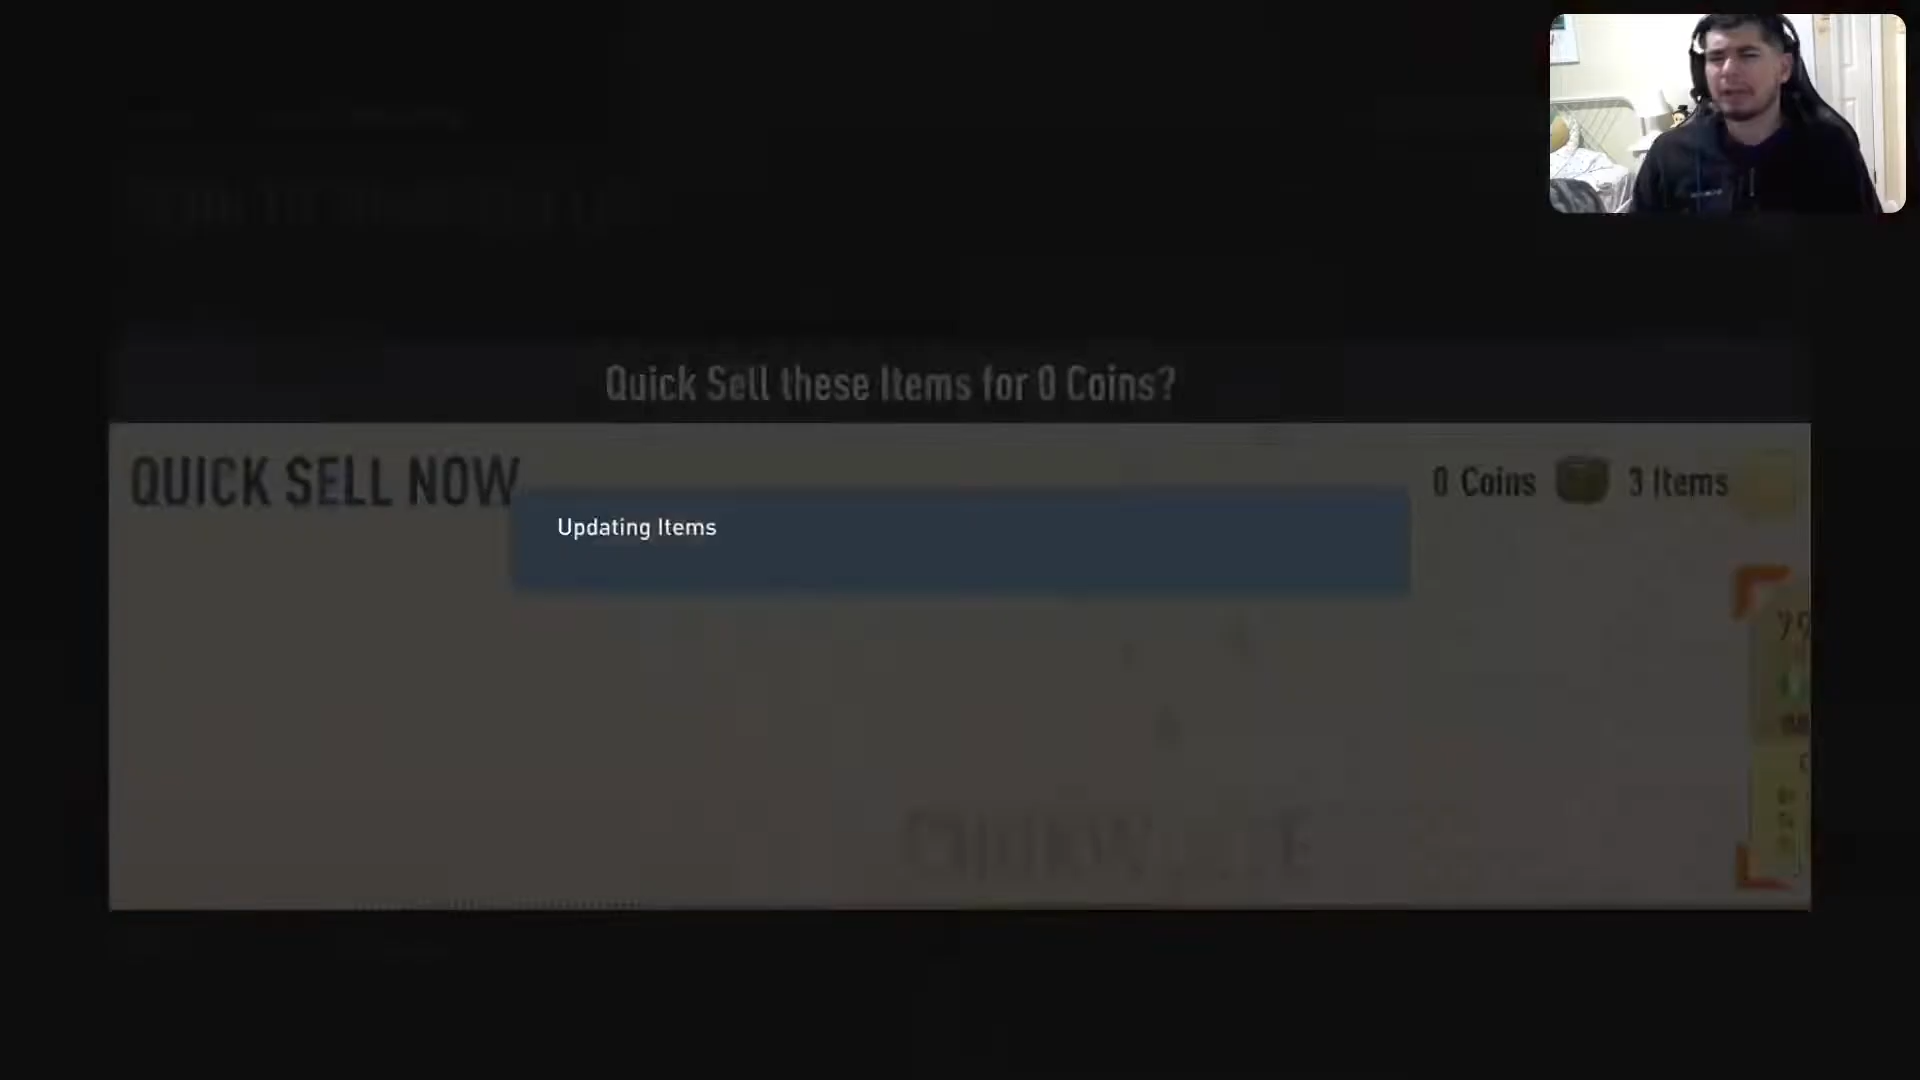 Quick Sell these Items for 0 Coins?
QUICK SELL NOW
0 Coins 3 Items
Updating Items